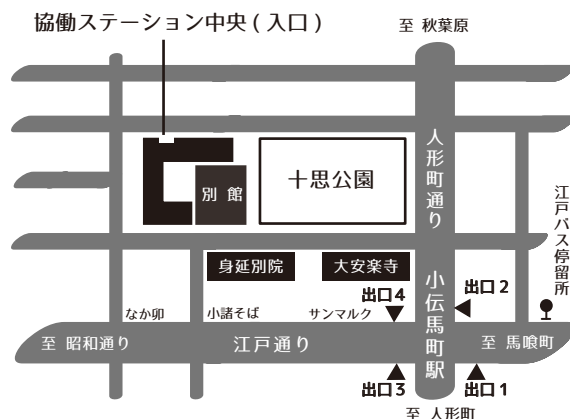 協働ステーション中央 ( 入口 )
至 秋葉原
人形町通り
別 館
十思公園
江戸バス停留所
身延別院
大安楽寺
小伝馬町駅
出口4
出口2
なか卯
小諸そば
サンマルク
至 昭和通り
江戸通り
至 馬喰町
出口3
出口1
至 人形町